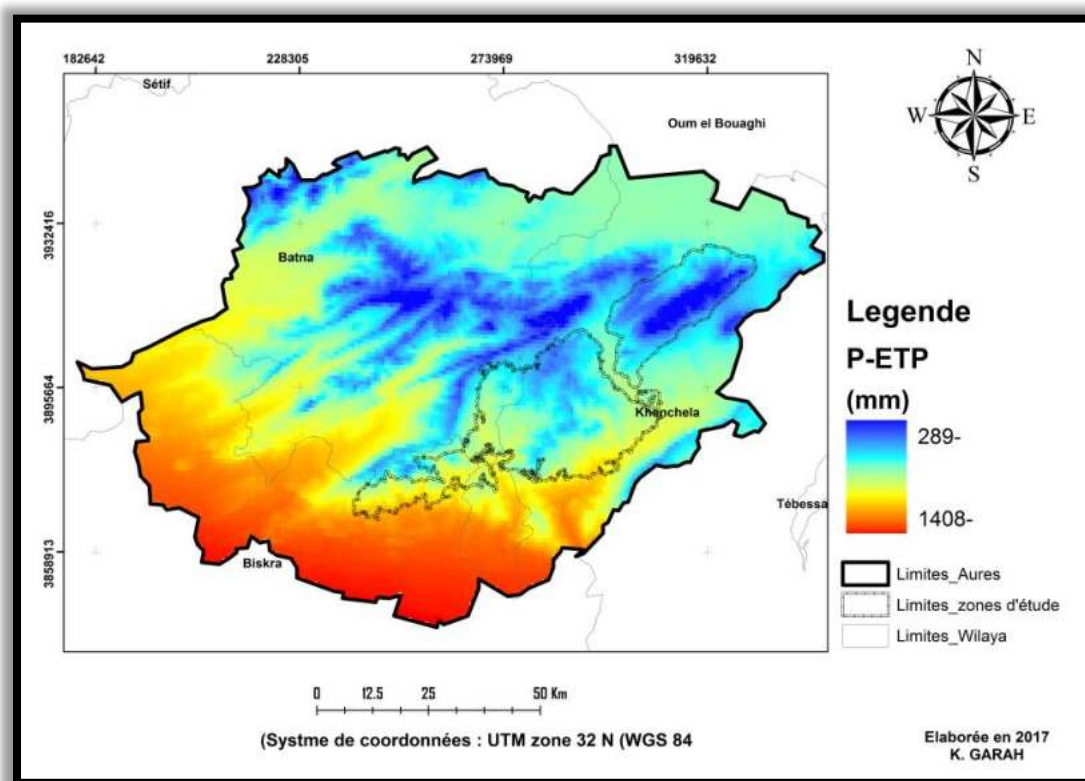 182642 228305 273969 319632
N
W E
S
Sétif
Oum el Bouaghi
3932416
Batna
3895664
Khenchela
Tébessa
3858913
Biskra
Legende
P-ETP
(mm)
289-
1408-
Limites_Aures
Limites_zones d'étude
Limites_Wilaya
0 12.5 25 50 Km
(Systme de coordonnées : UTM zone 32 N (WGS 84
Elaborée en 2017
K. GARAH